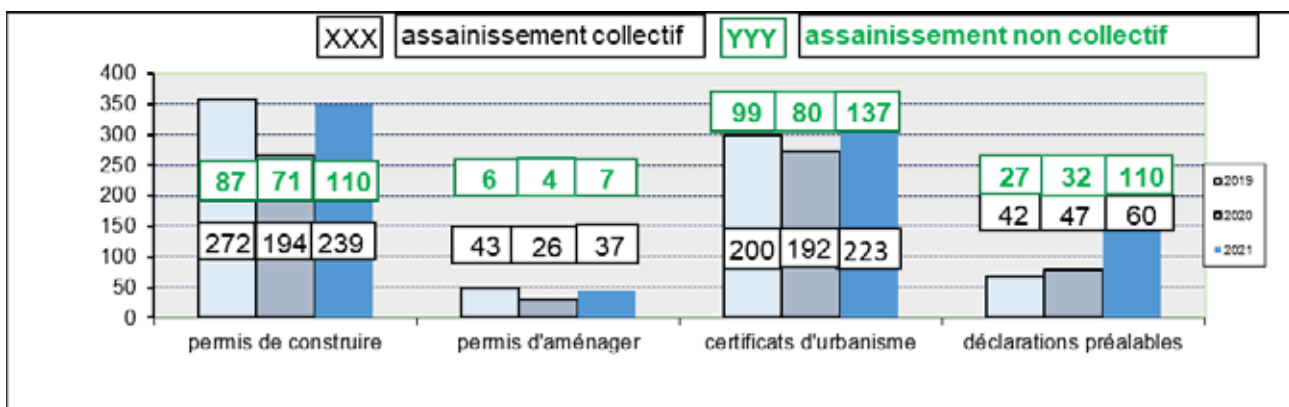 XXX assainissement collectif YYY assainissement non collectif
400
350
300
250
200
150
100
50
0
87 71 110
272 194 239
6 4 7
43 26 37
99 80 137
200 192 223
27 32 110
42 47 60
2019
2020
2021
permis de construire permis d'aménager certificats d'urbanisme déclarations préalables